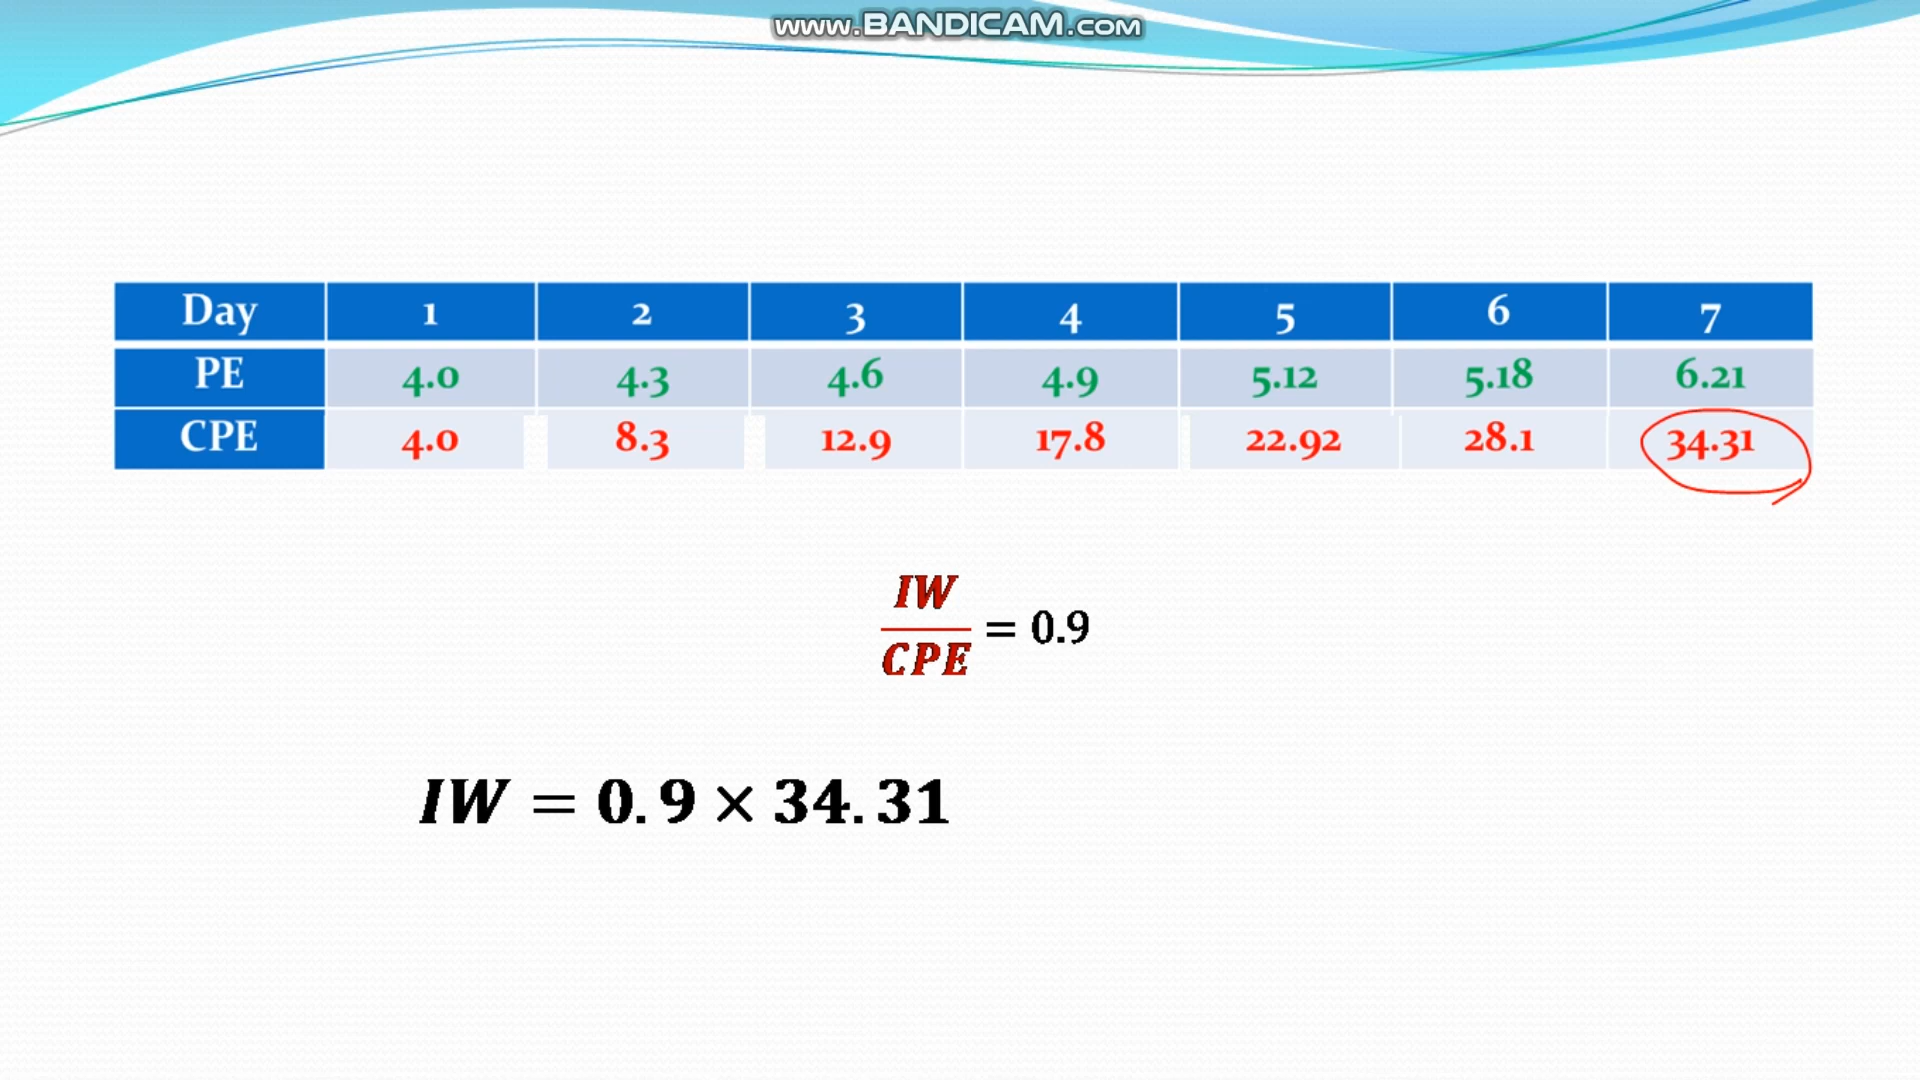 www.BANDICAM.com
Day 1 2 3 4 5 6 7
PE 4.0 4.3 4.6 4.9 5.12 5.18 6.21
CPE 4.0 8.3 12.9 17.8 22.92 28.1 34.31
IW
CPE = 0.9
IW = 0.9 × 34.31